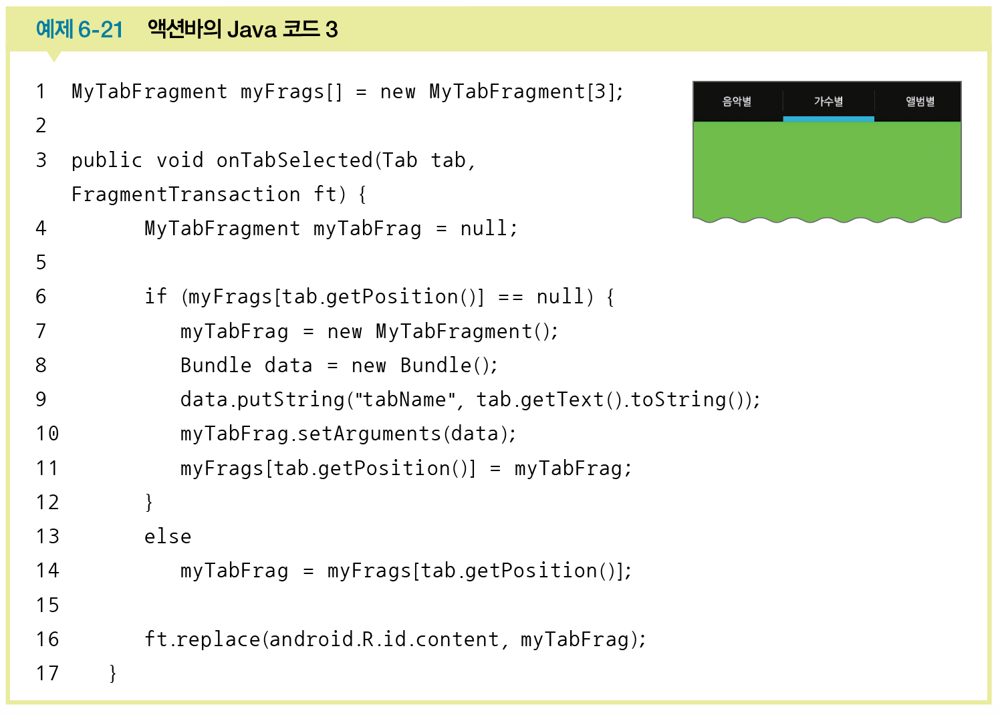 예제 6-21 액션바의 Java 코드 3
1 MyTabFragment myFrags[] = new MyTabFragment[3];
음악별 가수별 앨범별
2
3 public void onTabSelected(Tab tab,
FragmentTransaction ft) {
4 MyTabFragment myTabFrag = null;
5
6 if (myFrags[tab.getPosition()] == null) {
7 myTabFrag = new MyTabFragment();
8 Bundle data = new Bundle();
9 data.putString("tabName", tab.getText().toString());
10 myTabFrag.setArguments(data);
11 myFrags[tab.getPosition()] = myTabFrag;
12 }
13 else
14 myTabFrag = myFrags[tab.getPosition()];
15
16 ft.replace(android.R.id.content, myTabFrag);
17 }